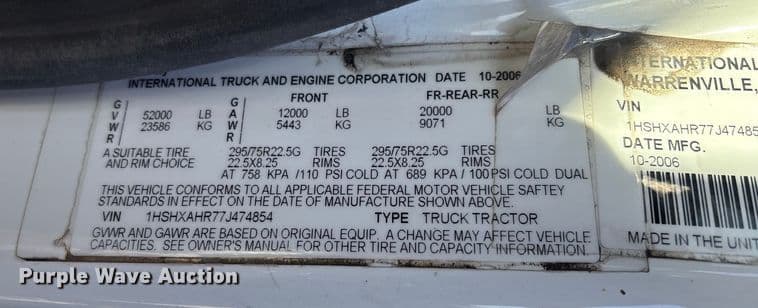 INTERNATIONAL TRUCK AND ENGINE CORPORATION DATE 10-2006
FRONT FR-REAR-RR
GVWR 52000 LB GAWR 12000 LB 20000 LB
23586 KG 5443 KG 9071 KG
A SUITABLE TIRE 295/75R22.5G TIRES 295/75R22.5G TIRES
AND RIM CHOICE 22.5X8.25 RIMS 22.5X8.25 RIMS
AT 758 KPA /110 PSI COLD AT 689 KPA / 100 PSI COLD DUAL
THIS VEHICLE CONFORMS TO ALL APPLICABLE FEDERAL MOTOR VEHICLE SAFTEY
STANDARDS IN EFFECT ON THE DATE OF MANUFACTURE SHOWN ABOVE.
VIN 1HSHXAHR77J474854 TYPE TRUCK TRACTOR
GVWR AND GAWR ARE BASED ON ORIGINAL EQUIP. A CHANGE MAY AFFECT VEHICLE
CAPACITIES. SEE OWNER'S MANUAL FOR OTHER TIRE AND CAPACITY INFORMATION.
INTERNATIONAL
WARRENVILLE,
VIN
1HSHXAHR77J47485
DATE MFG.
10-2006
MADE IN THE UNIT
Purple Wave Auction